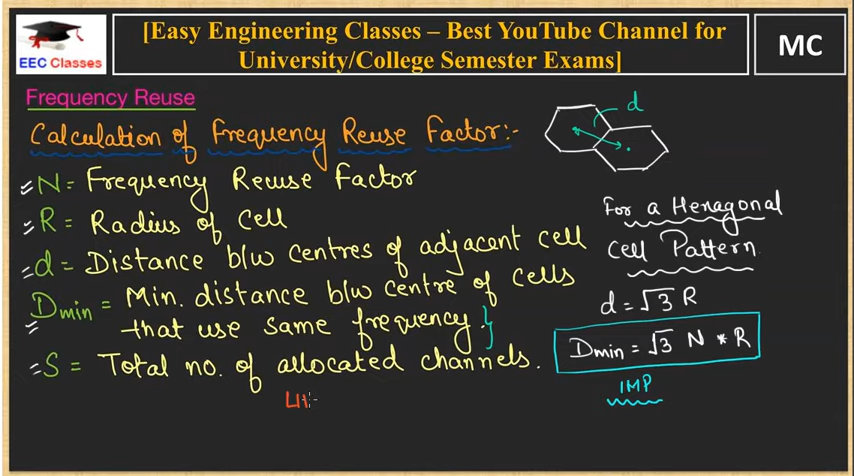 [Easy Engineering Classes – Best YouTube Channel for
University/College Semester Exams]
EEC Classes
MC
Frequency Reuse
Calculation of Frequency Reuse Factor:-
d
N = Frequency Reuse Factor
R = Radius of Cell
d = Distance b/w Centres of adjacent cell
Dmin = Min. distance b/w centre of cells
that use same frequency.
S = Total no. of allocated channels.
For a Hexagonal
Cell Pattern
d = √3 R
Dmin = √3 N * R
IMP